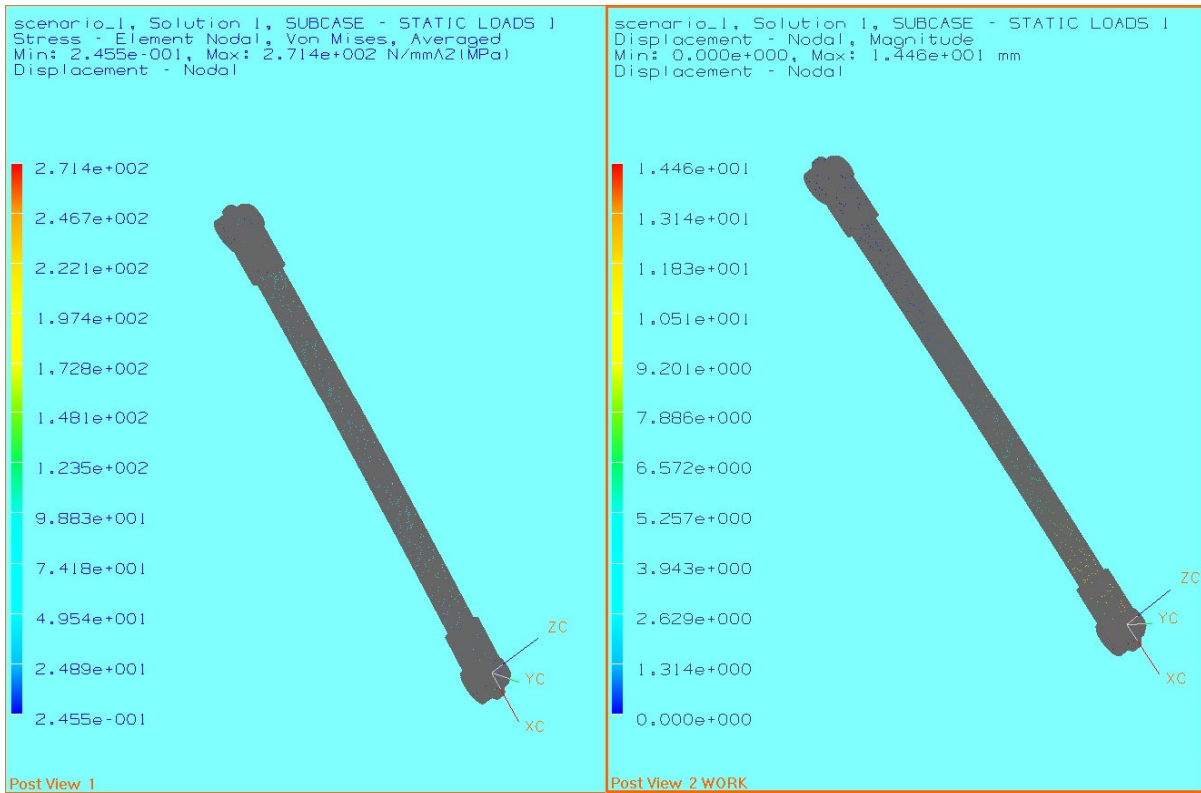 scenario_1, Solution 1, SUBCASE - STATIC LOADS 1
Stress - Element Nodal, Von Mises, Averaged
Min: 2.455e-001, Max: 2.714e+002 N/mm^2(MPa)
Displacement - Nodal
2.714e+002
2.467e+002
2.221e+002
1.974e+002
1.728e+002
1.481e+002
1.235e+002
9.883e+001
7.418e+001
4.954e+001
2.489e+001
2.455e-001
ZC
YC
XC
Post View 1
scenario_1, Solution 1, SUBCASE - STATIC LOADS 1
Displacement - Nodal, Magnitude
Min: 0.000e+000, Max: 1.446e+001 mm
Displacement - Nodal
1.446e+001
1.314e+001
1.183e+001
1.051e+001
9.201e+000
7.886e+000
6.572e+000
5.257e+000
3.943e+000
2.629e+000
1.314e+000
0.000e+000
ZC
YC
XC
Post View 2 WORK